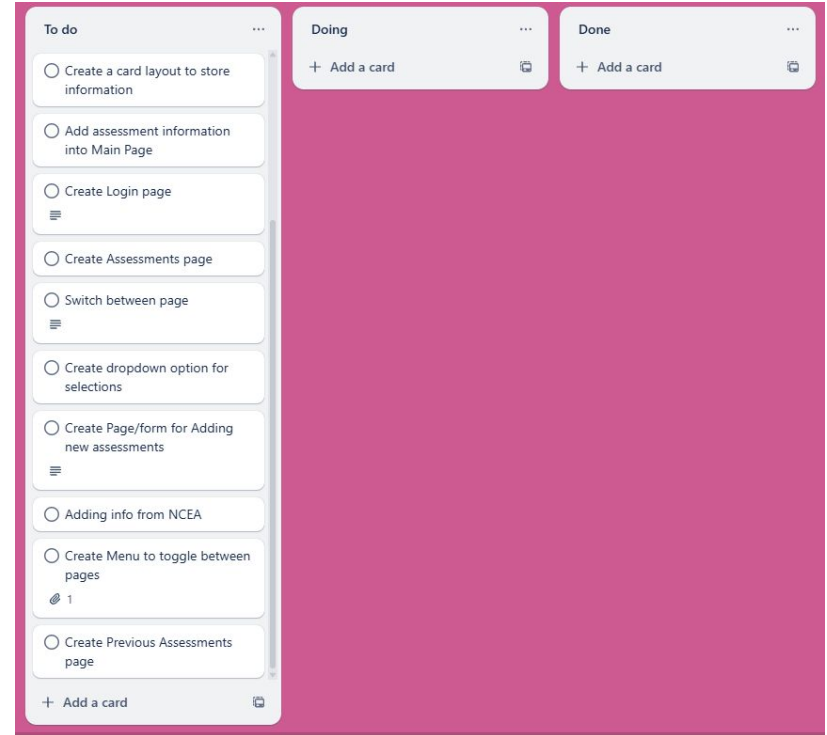 To do
Create a card layout to store
information
Add assessment information
into Main Page
Create Login page
Create Assessments page
Switch between page
Create dropdown option for
selections
Create Page/form for Adding
new assessments
Adding info from NCEA
Create Menu to toggle between
pages
1
Create Previous Assessments
page
+ Add a card
Doing
+ Add a card
Done
+ Add a card